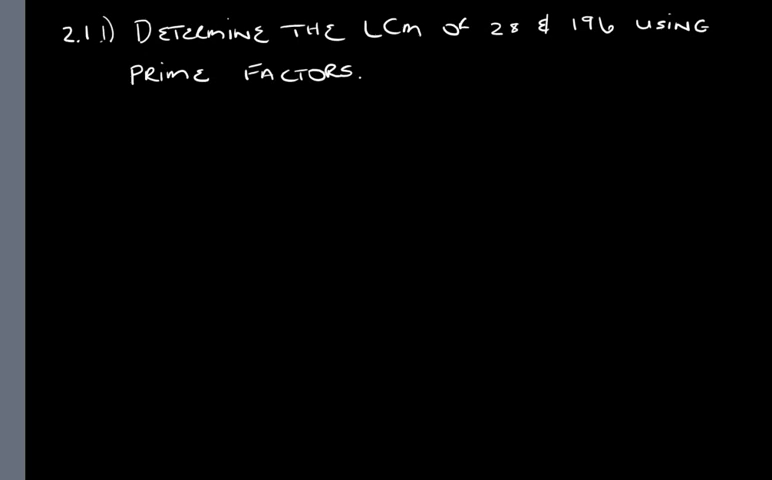 2.1 1) DETERMINE THE LCM OF 28 & 196 USING
PRIME FACTORS.